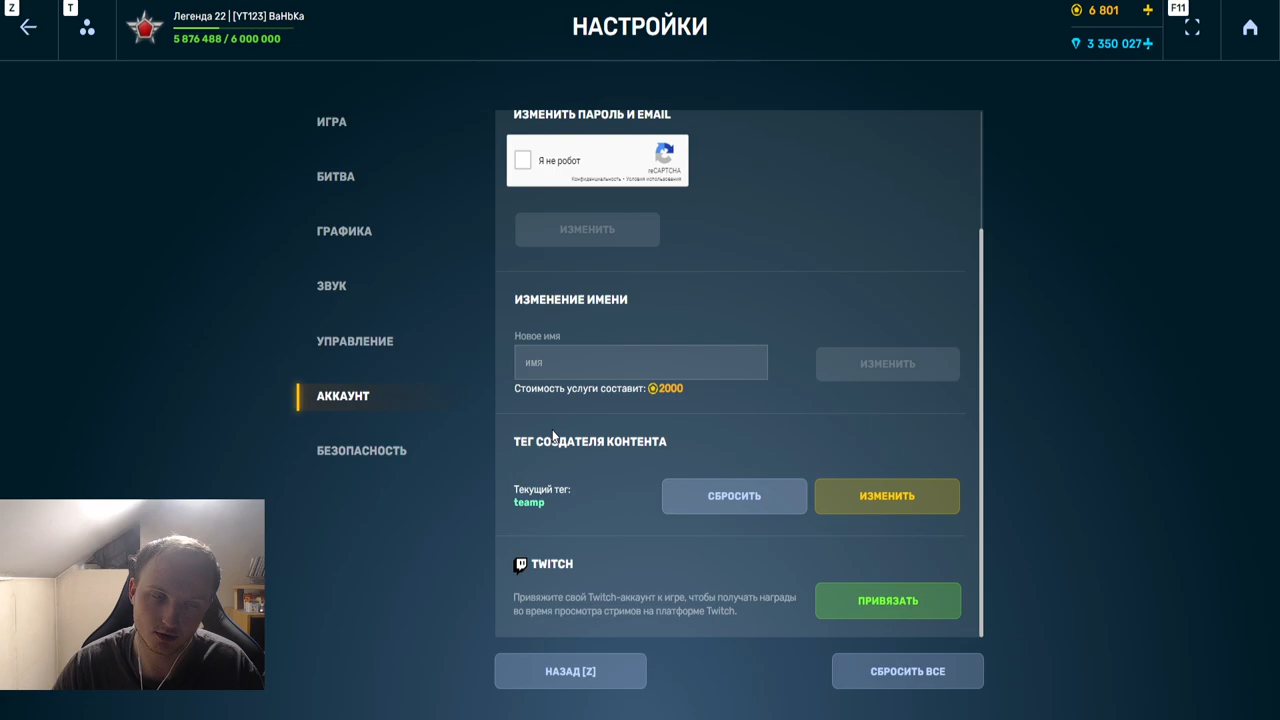 Z
T
Легенда 22 | [YT123] BaHbKa
5 876 488 / 6 000 000
НАСТРОЙКИ
6 801
3 350 027
F11
ИГРА
БИТВА
ГРАФИКА
ЗВУК
УПРАВЛЕНИЕ
АККАУНТ
БЕЗОПАСНОСТЬ
ИЗМЕНИТЬ ПАРОЛЬ И EMAIL
Я не робот
reCAPTCHA
Конфиденциальность • Условия использования
ИЗМЕНИТЬ
ИЗМЕНЕНИЕ ИМЕНИ
Новое имя
имя
ИЗМЕНИТЬ
Стоимость услуги составит: 2000
ТЕГ СОЗДАТЕЛЯ КОНТЕНТА
Текущий тег:
teamp
СБРОСИТЬ
ИЗМЕНИТЬ
TWITCH
Привяжите свой Twitch-аккаунт к игре, чтобы получать награды
во время просмотра стримов на платформе Twitch.
ПРИВЯЗАТЬ
НАЗАД [Z]
СБРОСИТЬ ВСЕ